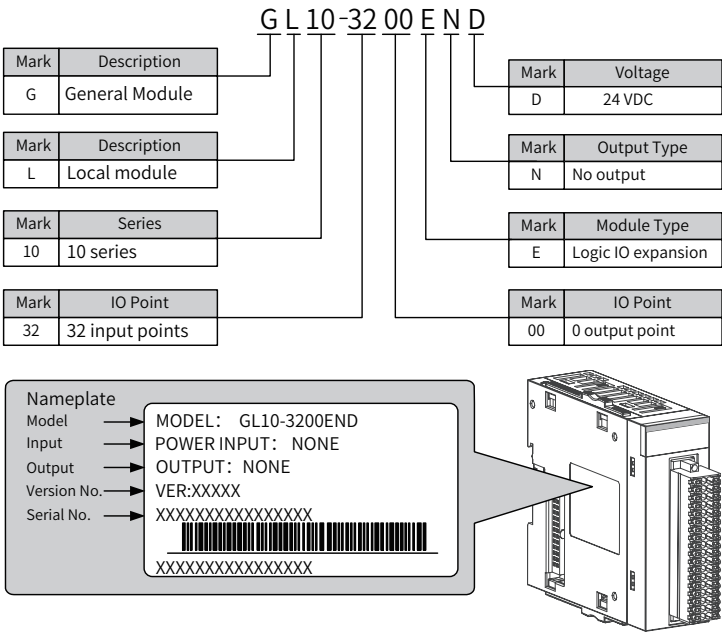 GL10-3200END
Mark Description
G General Module
Mark Description
L Local module
Mark Series
10 10 series
Mark IO Point
32 32 input points
Mark Voltage
D 24 VDC
Mark Output Type
N No output
Mark Module Type
E Logic IO expansion
Mark IO Point
00 0 output point
Nameplate
Model
Input
Output
Version No.
Serial No.
MODEL： GL10-3200END
POWER INPUT： NONE
OUTPUT：NONE
VER:XXXXX
XXXXXXXXXXXXXXXX
XXXXXXXXXXXXXXXX